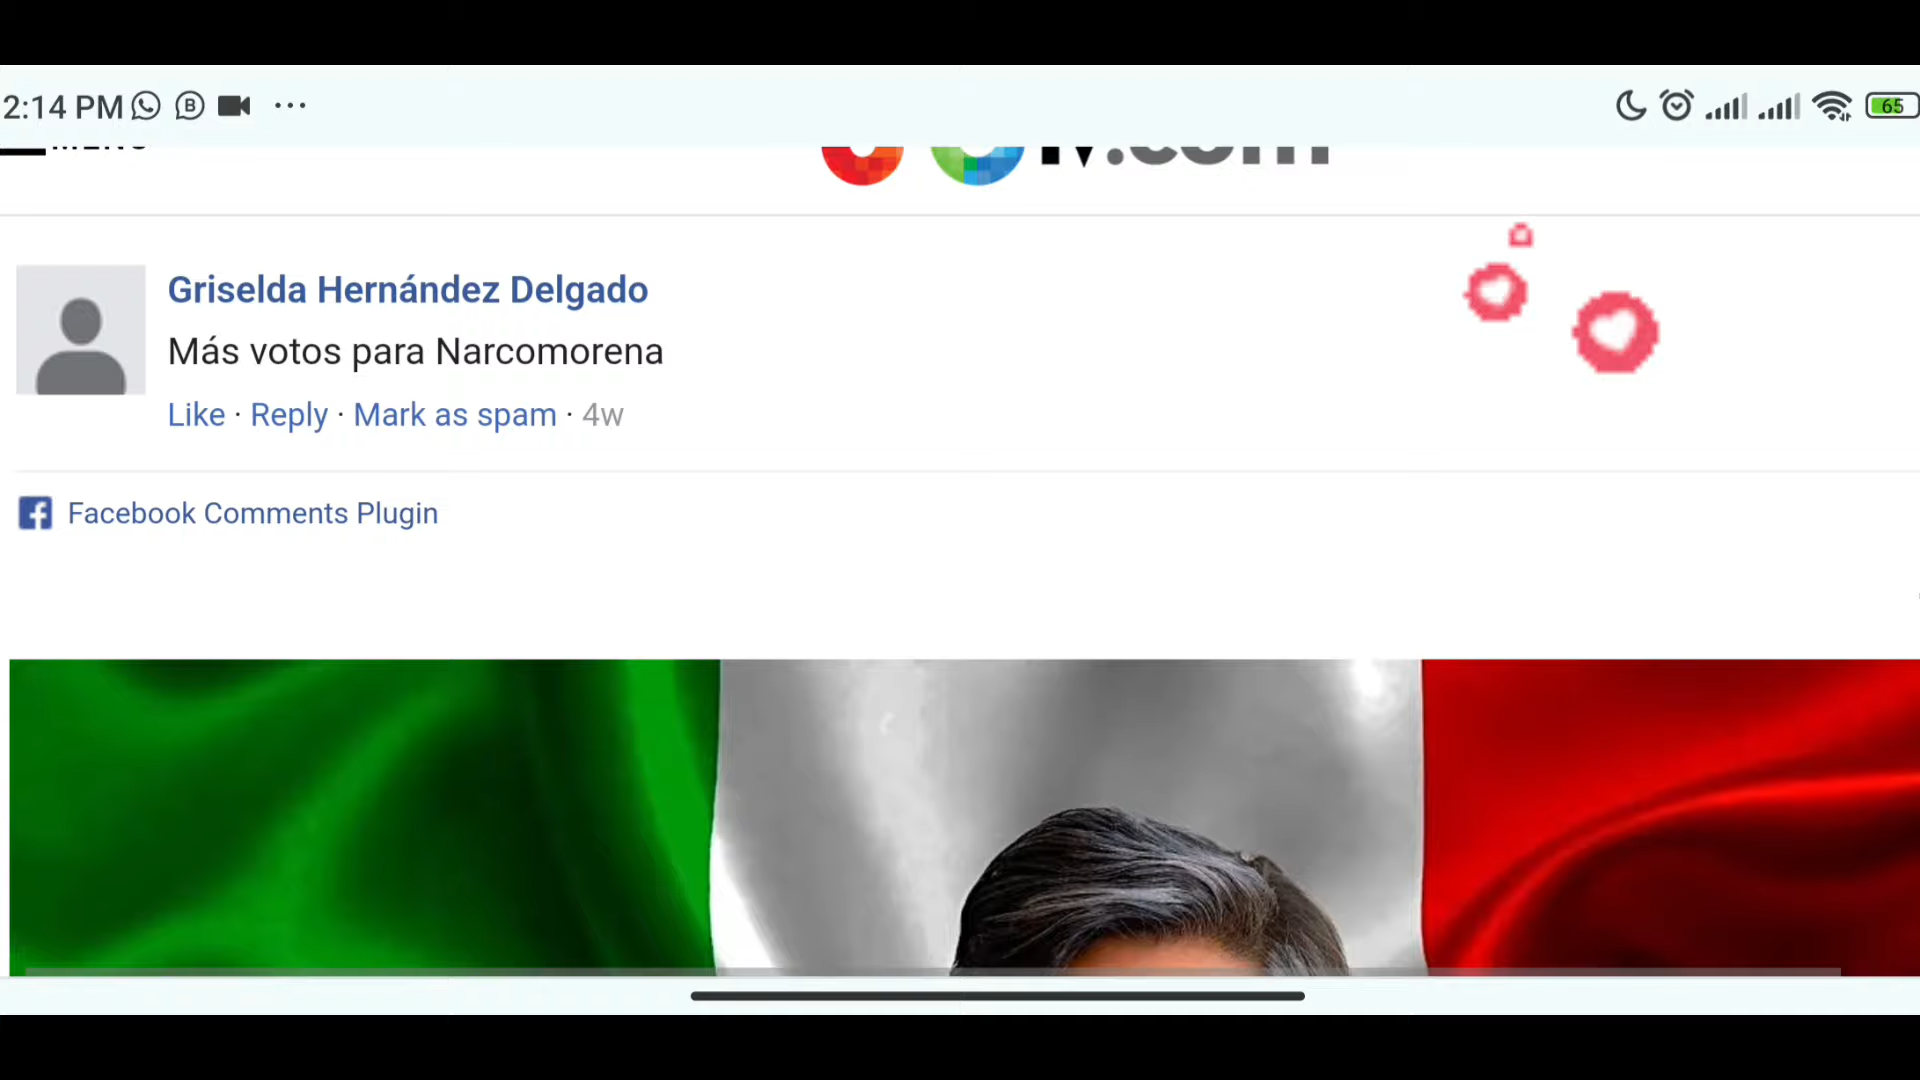 2:14 PM
65
Griselda Hernández Delgado
Más votos para Narcomorena
Like · Reply · Mark as spam · 4w
Facebook Comments Plugin